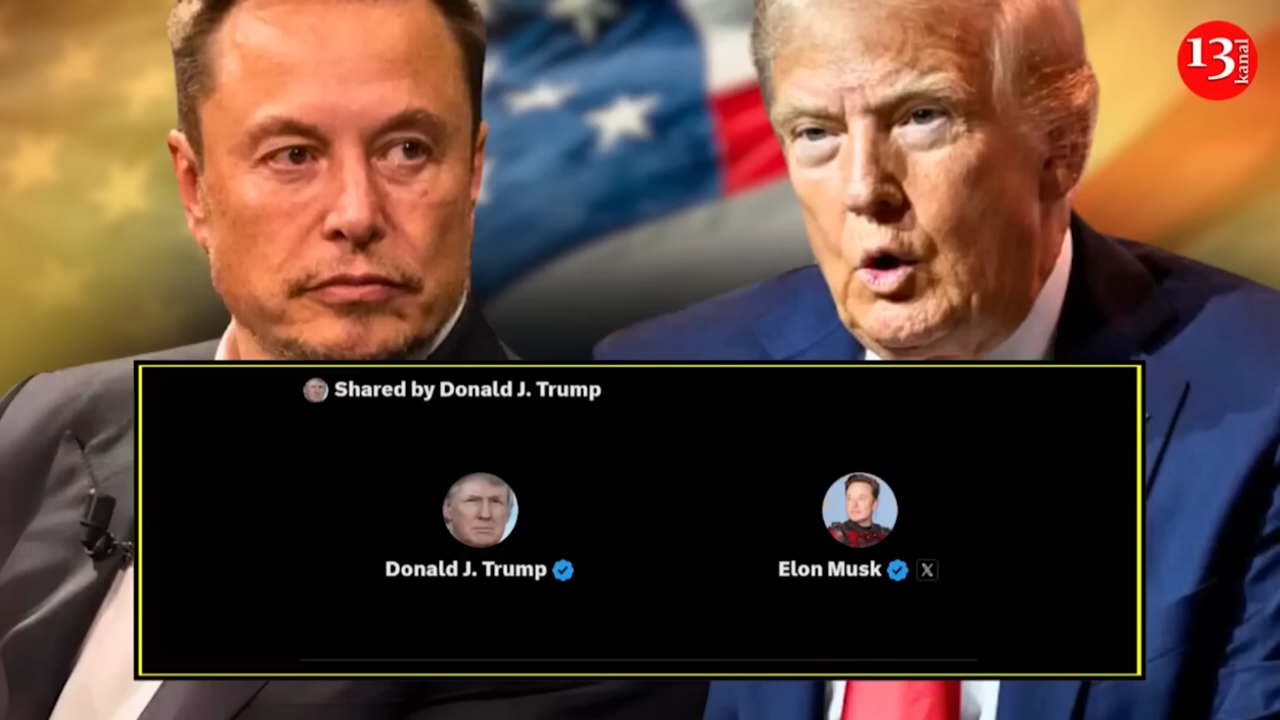 13
kanal
Shared by Donald J. Trump
Donald J. Trump
Elon Musk
X